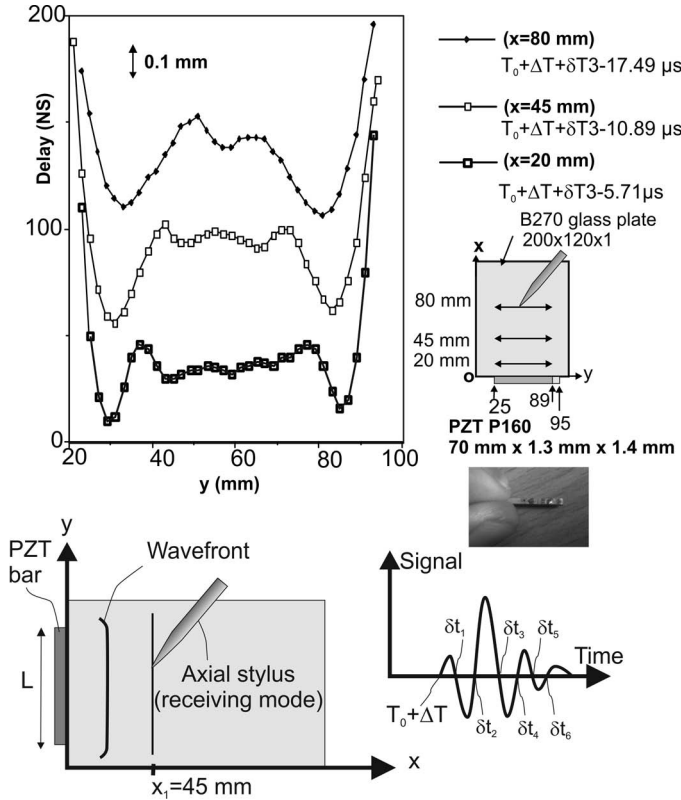 200
0.1 mm
Delay (NS)
100
0
20
40
60
80
100
y (mm)
(x=80 mm)
T₀+ΔT+δT3-17.49 µs
(x=45 mm)
T₀+ΔT+δT3-10.89 µs
(x=20 mm)
T₀+ΔT+δT3-5.71µs
B270 glass plate
200x120x1
x
80 mm
45 mm
20 mm
o
y
25
89
95
PZT P160
70 mm x 1.3 mm x 1.4 mm
y
PZT
bar
Wavefront
L
Axial stylus
(receiving mode)
x
x₁=45 mm
Signal
δt₁
δt₃
δt₅
Time
T₀+ΔT
δt₂
δt₄
δt₆